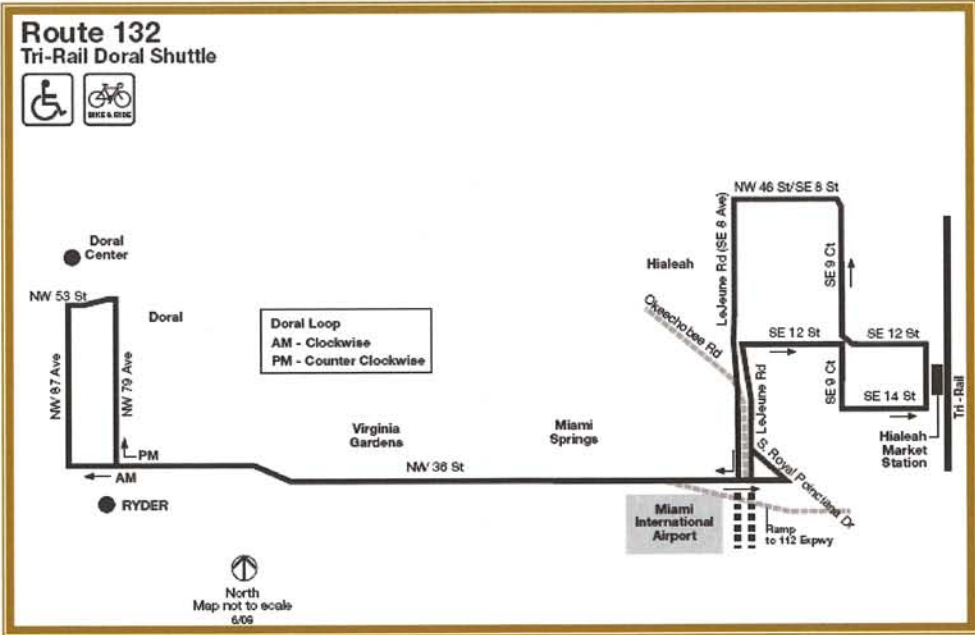 Route 132
Tri-Rail Doral Shuttle
BIKE & RIDE
NW 46 St/SE 8 St
LeJeune Rd (SE 8 Ave)
Hialeah
SE 9 Ct
Doral
Center
NW 53 St
Doral
Okeechobee Rd
Doral Loop
AM - Clockwise
PM - Counter Clockwise
SE 12 St
SE 12 St
NW 87 Ave
NW 79 Ave
LeJeune Rd
SE 9 Ct
SE 14 St
Tri-Rail
Hialeah
Market
Station
Virginia
Gardens
Miami
Springs
PM
AM
NW 36 St
S. Royal Poinciana Dr
RYDER
Miami
International
Airport
Ramp
to 112 Expwy
North
Map not to scale
6/09